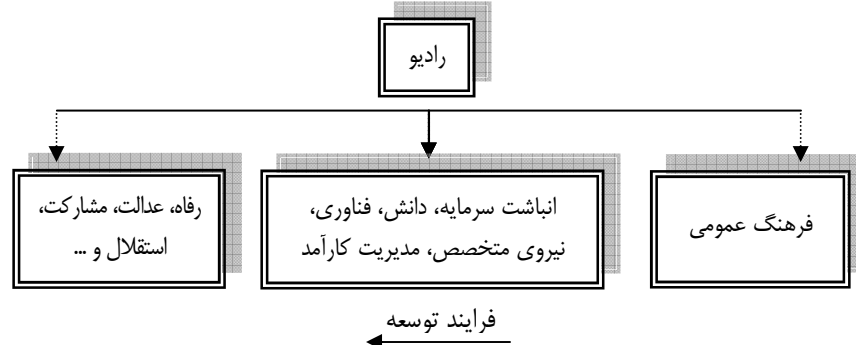 رادیو
فرهنگ عمومی
انباشت سرمایه، دانش، فناوری،
نیروی متخصص، مدیریت کارآمد
رفاه، عدالت، مشارکت،
استقلال و ...
فرایند توسعه